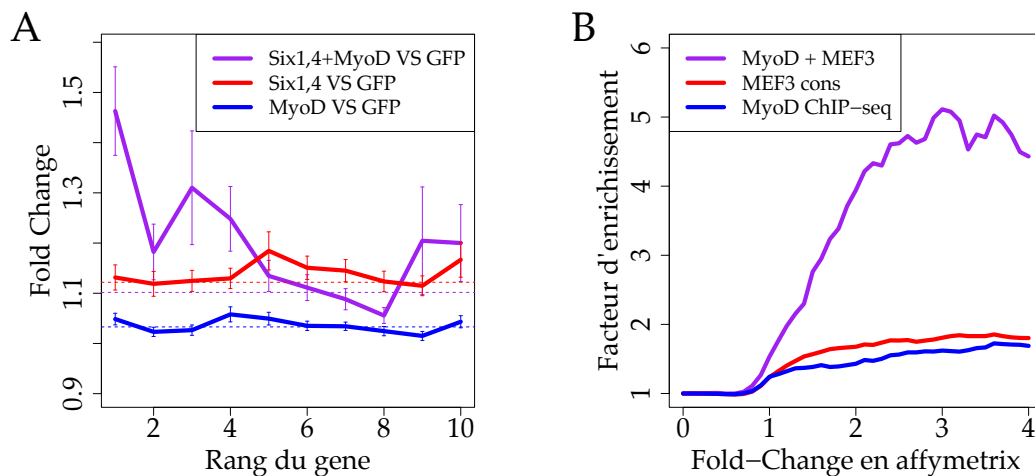 A
Fold Change
1.5
1.3
1.1
0.9
Six1,4+MyoD VS GFP
Six1,4 VS GFP
MyoD VS GFP
2
4
6
8
10
Rang du gene
B
Facteur d'enrichissement
6
5
4
3
2
1
MyoD + MEF3
MEF3 cons
MyoD ChIP−seq
0
1
2
3
4
Fold−Change en affymetrix